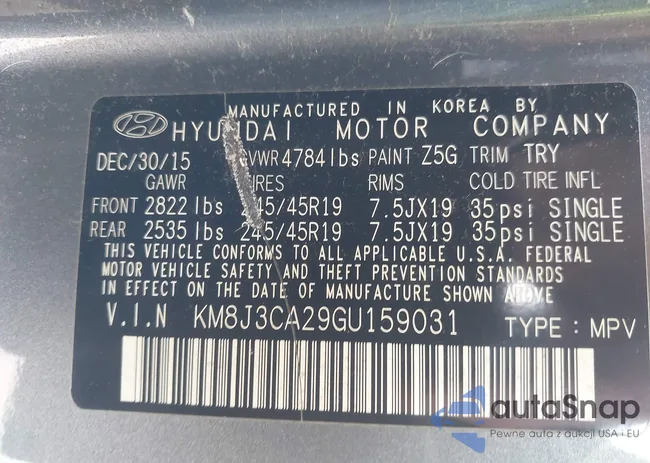 MANUFACTURED IN KOREA BY
HYUNDAI MOTOR COMPANY
DEC/30/15 GVWR 4784 lbs PAINT Z5G TRIM TRY
GAWR RIMS COLD TIRE INFL
FRONT 2822 lbs 245/45R19 7.5JX19 35psi SINGLE
REAR 2535 lbs 245/45R19 7.5JX19 35psi SINGLE
THIS VEHICLE CONFORMS TO ALL APPLICABLE U.S.A. FEDERAL
MOTOR VEHICLE SAFETY AND THEFT PREVENTION STANDARDS
IN EFFECT ON THE DATE OF MANUFACTURE SHOWN ABOVE.
V.I.N KM8J3CA29GU159031 TYPE: MPV
autoSnap
Pewne auta z aukcji USA i EU